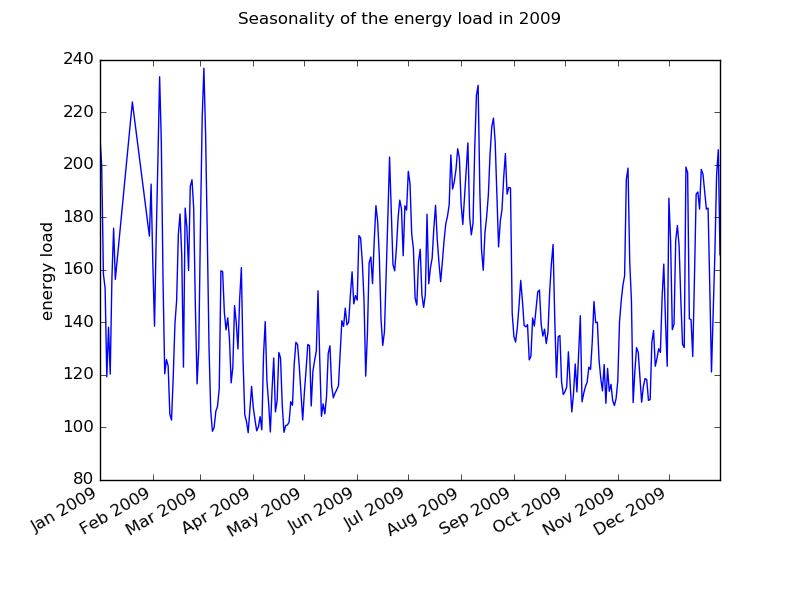 Seasonality of the energy load in 2009
240
220
200
180
160
140
120
100
80
energy load
Jan 2009
Feb 2009
Mar 2009
Apr 2009
May 2009
Jun 2009
Jul 2009
Aug 2009
Sep 2009
Oct 2009
Nov 2009
Dec 2009